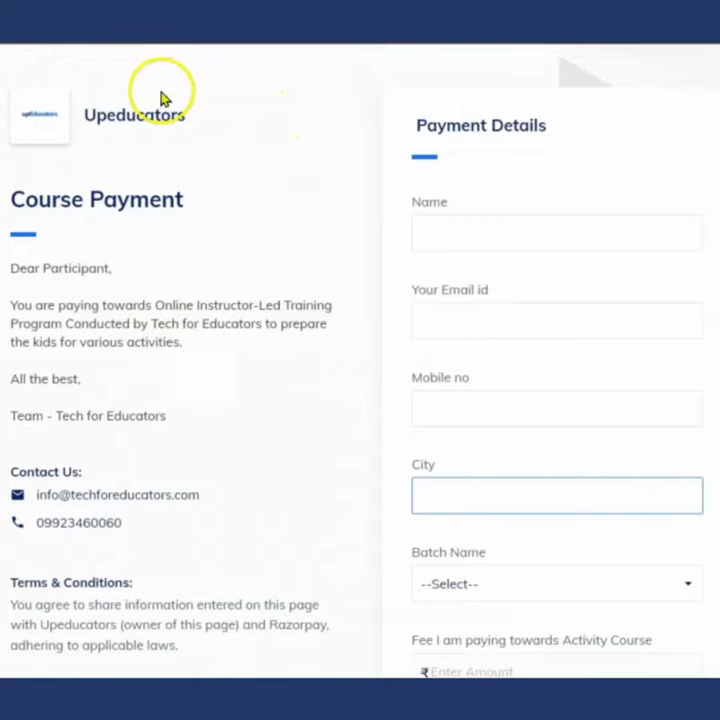 upEducators
Upeducators
Course Payment
Dear Participant,
You are paying towards Online Instructor-Led Training
Program Conducted by Tech for Educators to prepare
the kids for various activities.
All the best,
Team - Tech for Educators
Contact Us:
info@techforeducators.com
09923460060
Terms & Conditions:
You agree to share information entered on this page
with Upeducators (owner of this page) and Razorpay,
adhering to applicable laws.
Payment Details
Name
Your Email id
Mobile no
City
Batch Name
--Select--
Fee I am paying towards Activity Course
₹ Enter Amount